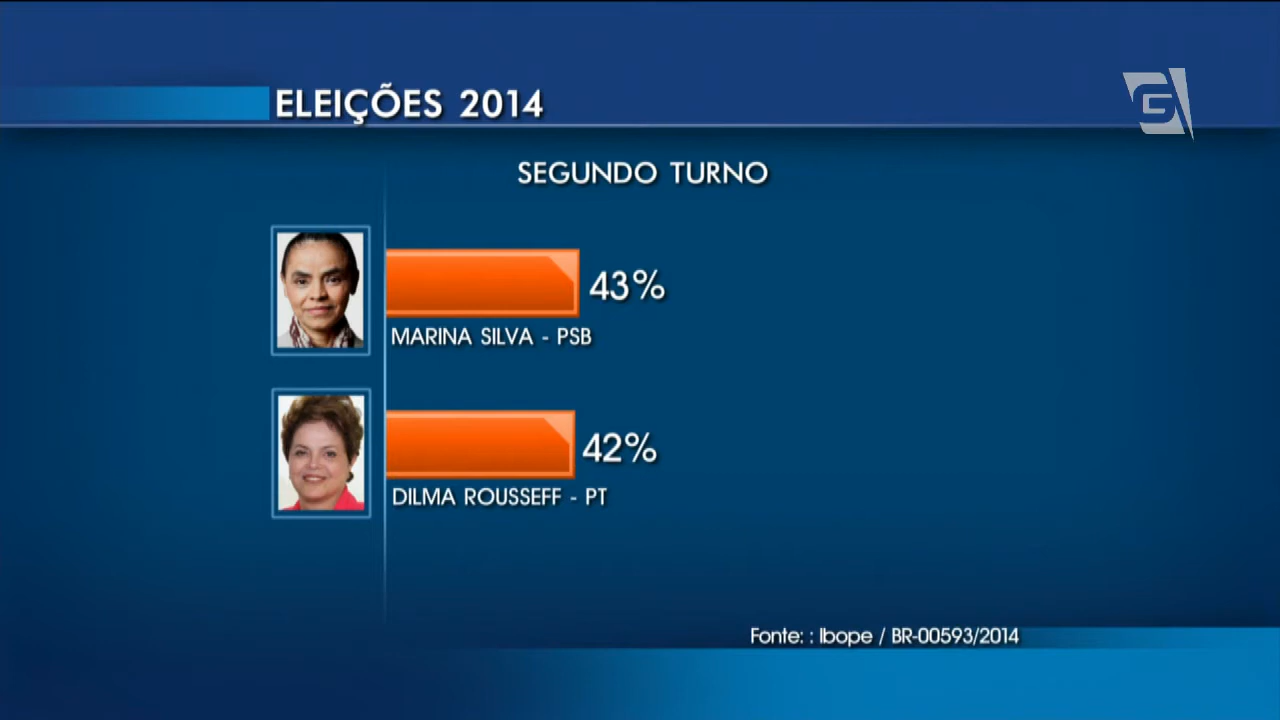 ELEIÇÕES 2014
SEGUNDO TURNO
43%
MARINA SILVA - PSB
42%
DILMA ROUSSEFF - PT
Fonte: : Ibope / BR-00593/2014